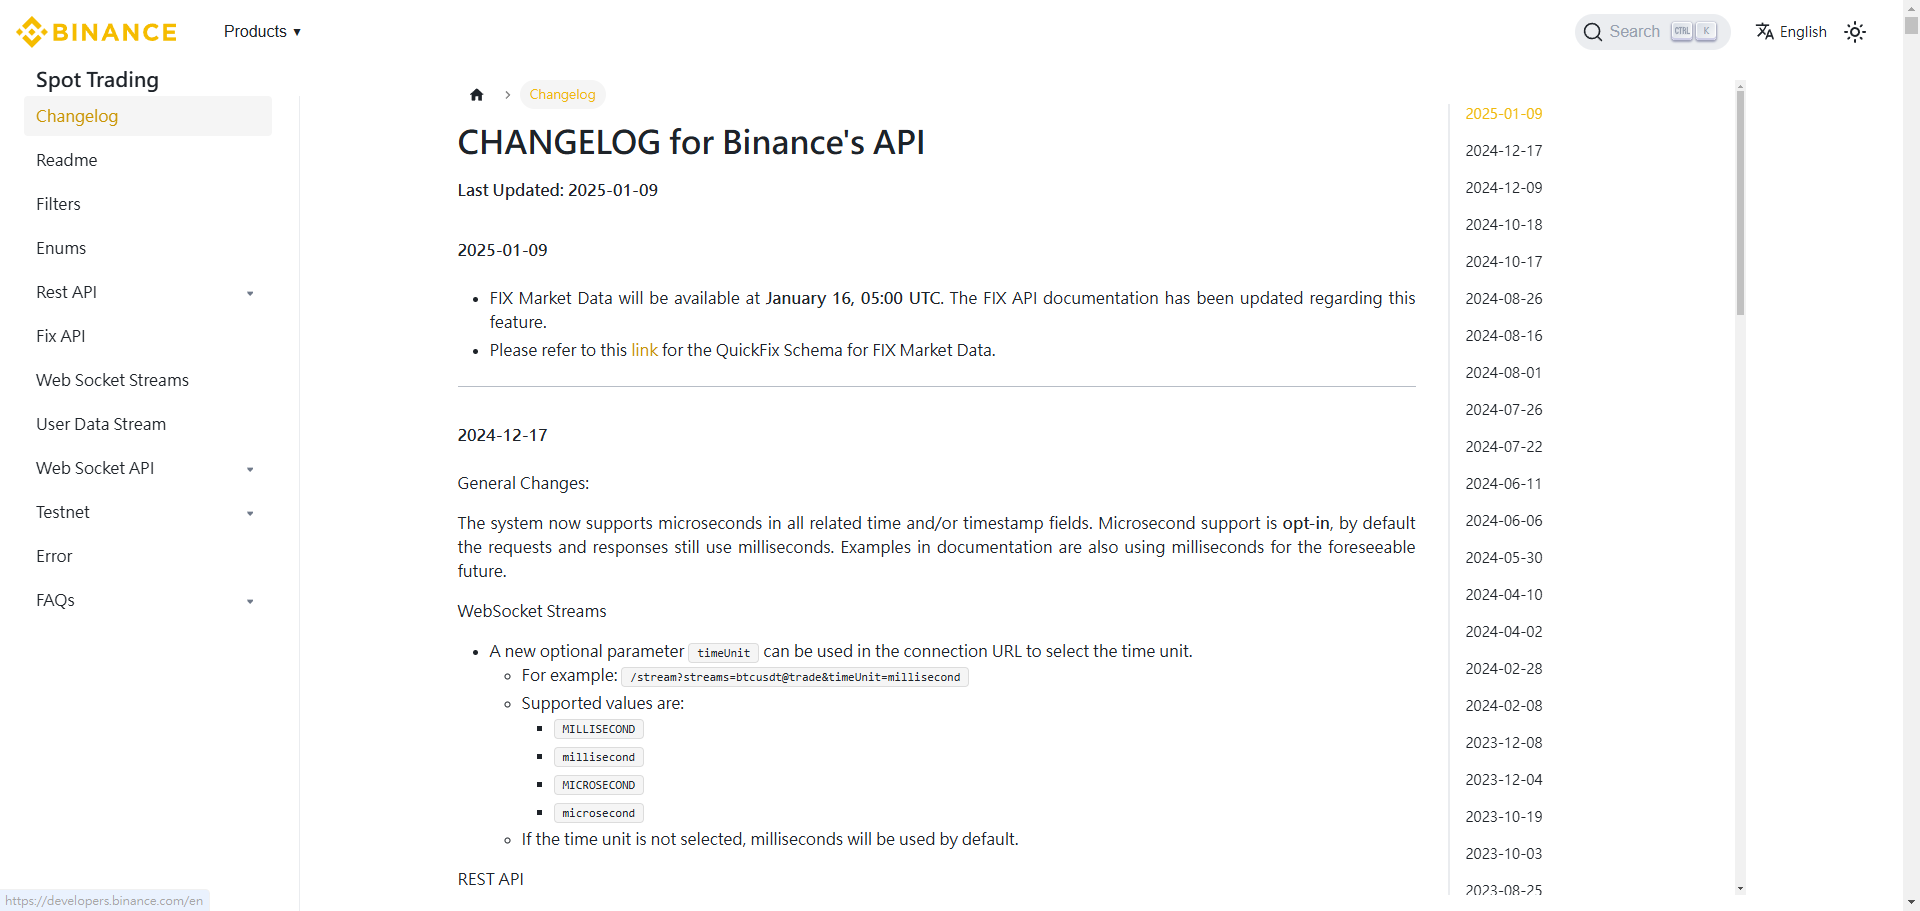 BINANCE
Products ▾
Search CTRL K
English
Spot Trading
Changelog
Readme
Filters
Enums
Rest API
Fix API
Web Socket Streams
User Data Stream
Web Socket API
Testnet
Error
FAQs
Changelog
CHANGELOG for Binance's API
Last Updated: 2025-01-09
2025-01-09
FIX Market Data will be available at January 16, 05:00 UTC. The FIX API documentation has been updated regarding this
feature.
Please refer to this link for the QuickFix Schema for FIX Market Data.
2024-12-17
General Changes:
The system now supports microseconds in all related time and/or timestamp fields. Microsecond support is opt-in, by default
the requests and responses still use milliseconds. Examples in documentation are also using milliseconds for the foreseeable
future.
WebSocket Streams
A new optional parameter timeUnit can be used in the connection URL to select the time unit.
For example: /stream?streams=btcusdt@trade&timeUnit=millisecond
Supported values are:
MILLISECOND
millisecond
MICROSECOND
microsecond
If the time unit is not selected, milliseconds will be used by default.
REST API
2025-01-09
2024-12-17
2024-12-09
2024-10-18
2024-10-17
2024-08-26
2024-08-16
2024-08-01
2024-07-26
2024-07-22
2024-06-11
2024-06-06
2024-05-30
2024-04-10
2024-04-02
2024-02-28
2024-02-08
2023-12-08
2023-12-04
2023-10-19
2023-10-03
2023-08-25
https://developers.binance.com/en